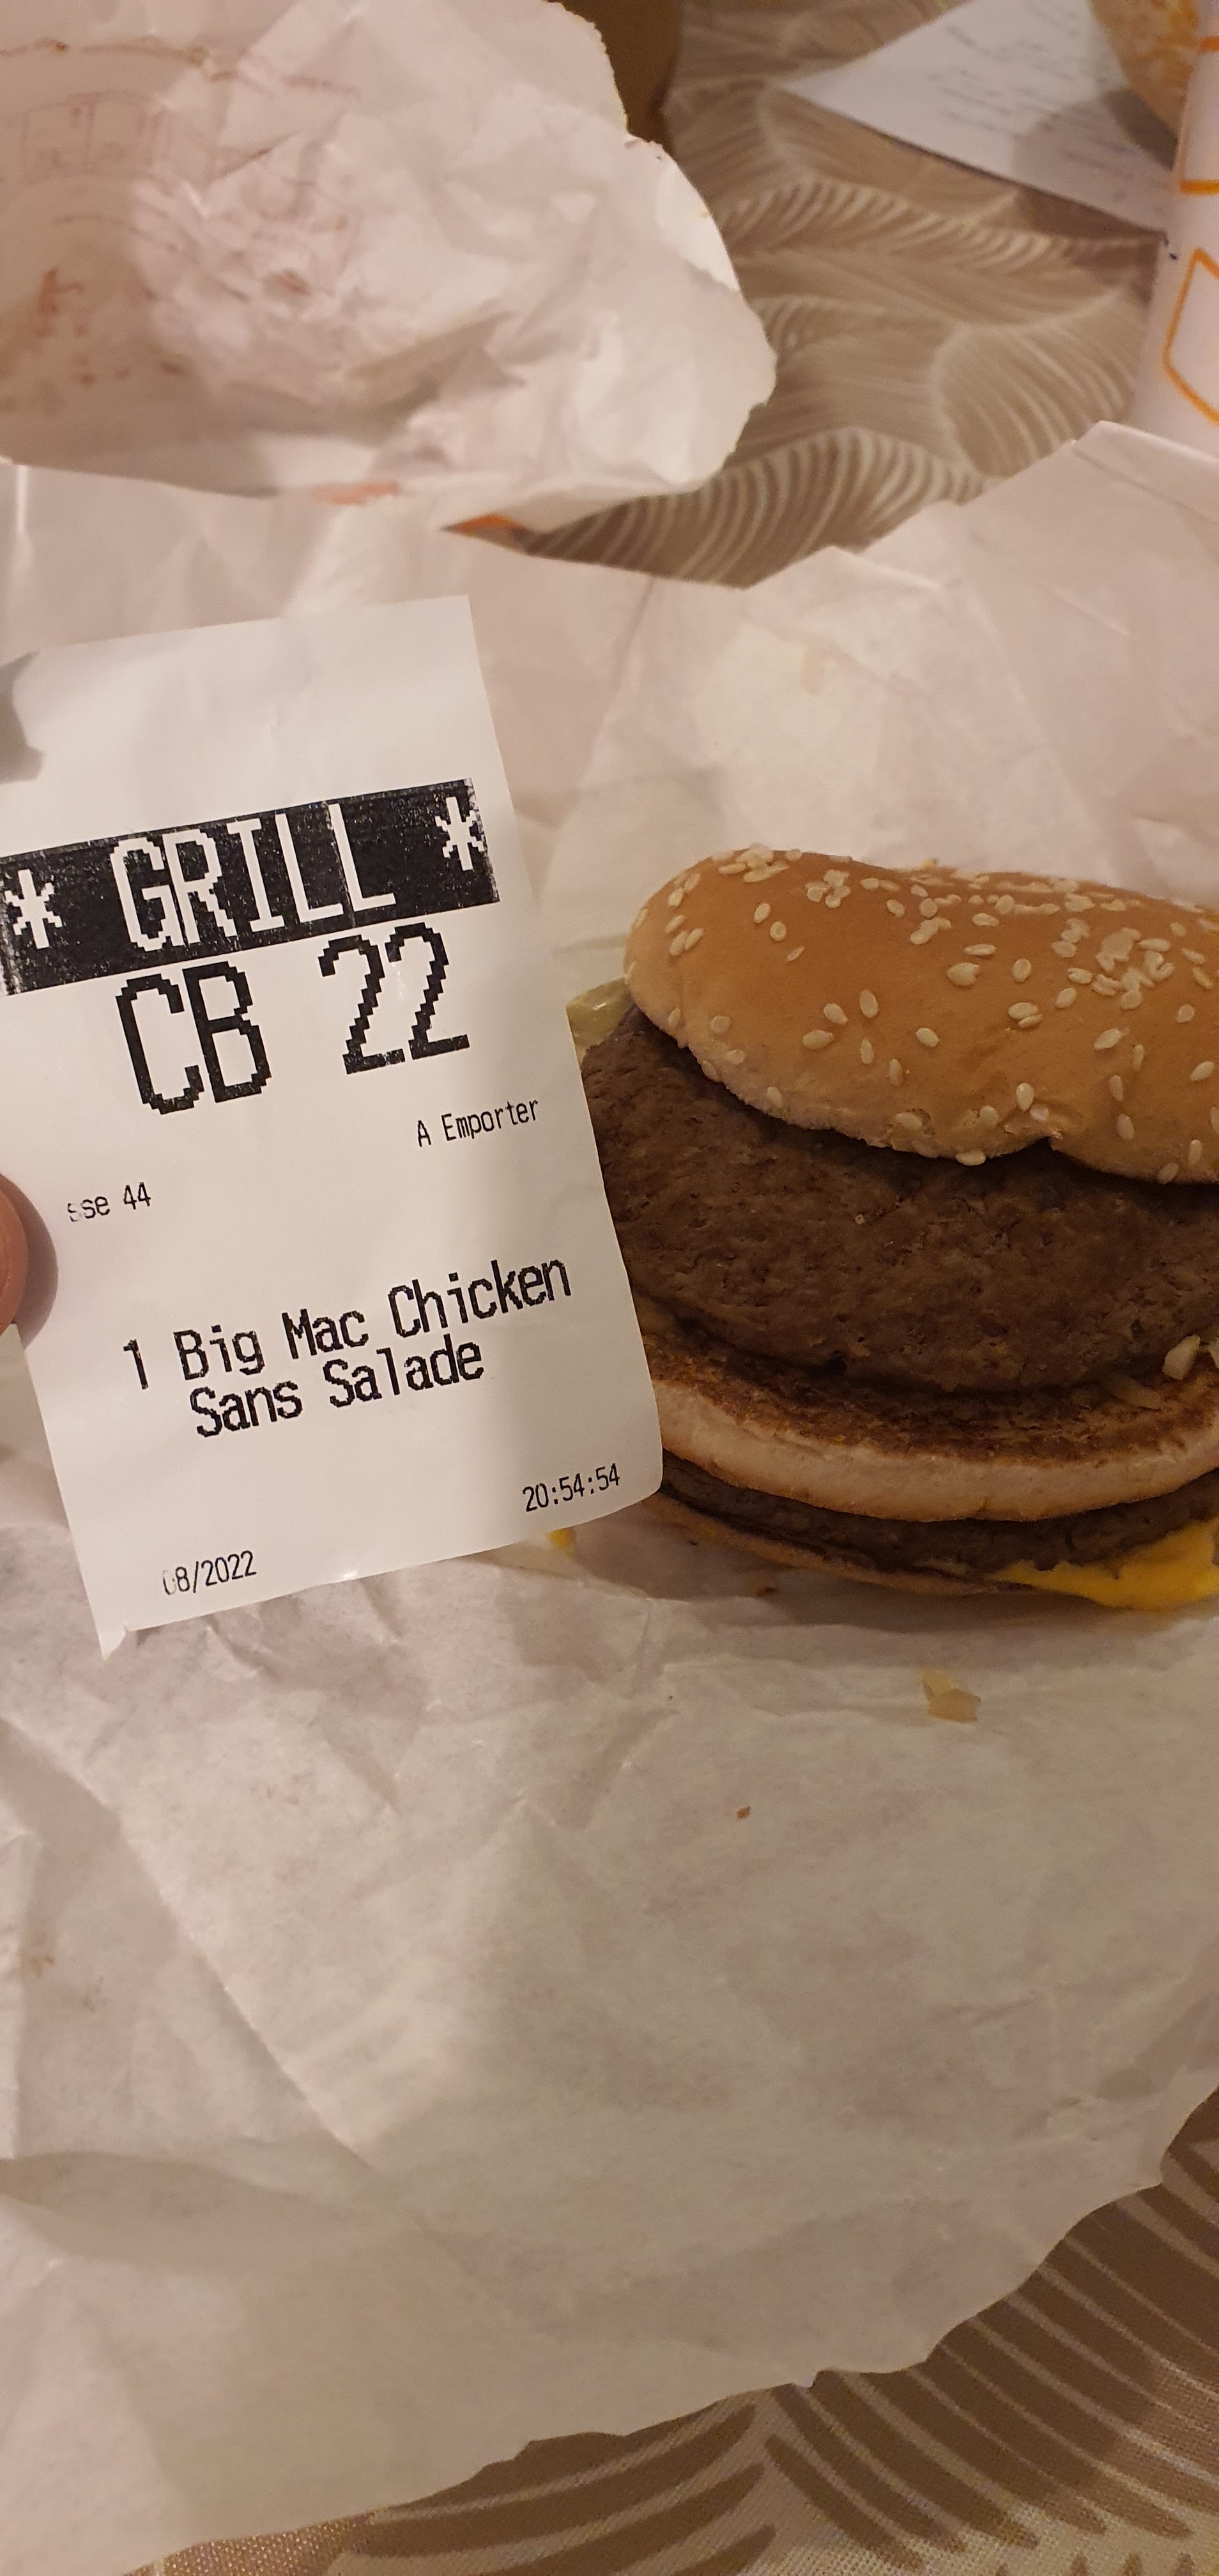 * GRILL *
CB 22
A Emporter
sse 44
1 Big Mac Chicken
Sans Salade
20:54:54
08/2022